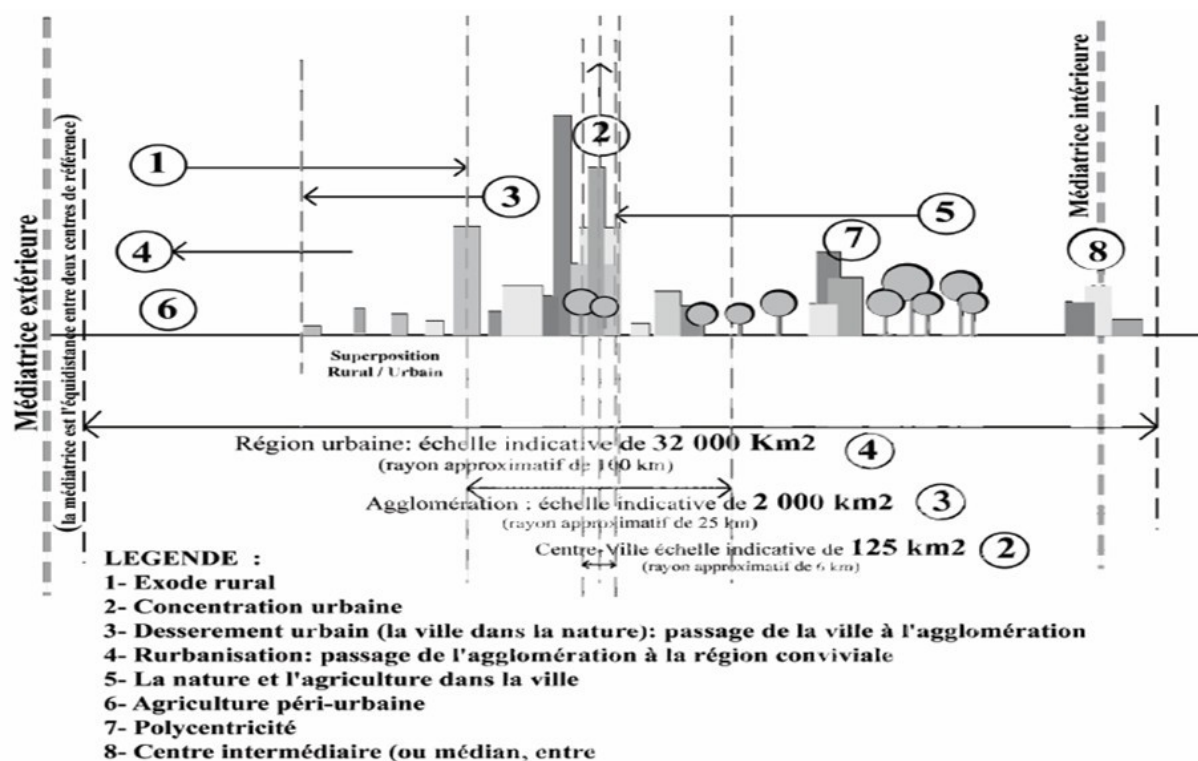 Médiatrice extérieure
(la médiatrice est l'équidistance entre deux centres de référence)
Médiatrice intérieure
1
2
3
4
5
6
7
8
Superposition
Rural / Urbain
Région urbaine: échelle indicative de 32 000 Km2 4
(rayon approximatif de 100 km)
Agglomération : échelle indicative de 2 000 km2 3
(rayon approximatif de 25 km)
Centre-Ville échelle indicative de 125 km2 2
(rayon approximatif de 6 km)
LEGENDE :
1- Exode rural
2- Concentration urbaine
3- Desserement urbain (la ville dans la nature): passage de la ville à l'agglomération
4- Rurbanisation: passage de l'agglomération à la région conviviale
5- La nature et l'agriculture dans la ville
6- Agriculture péri-urbaine
7- Polycentricité
8- Centre intermédiaire (ou médian, entre